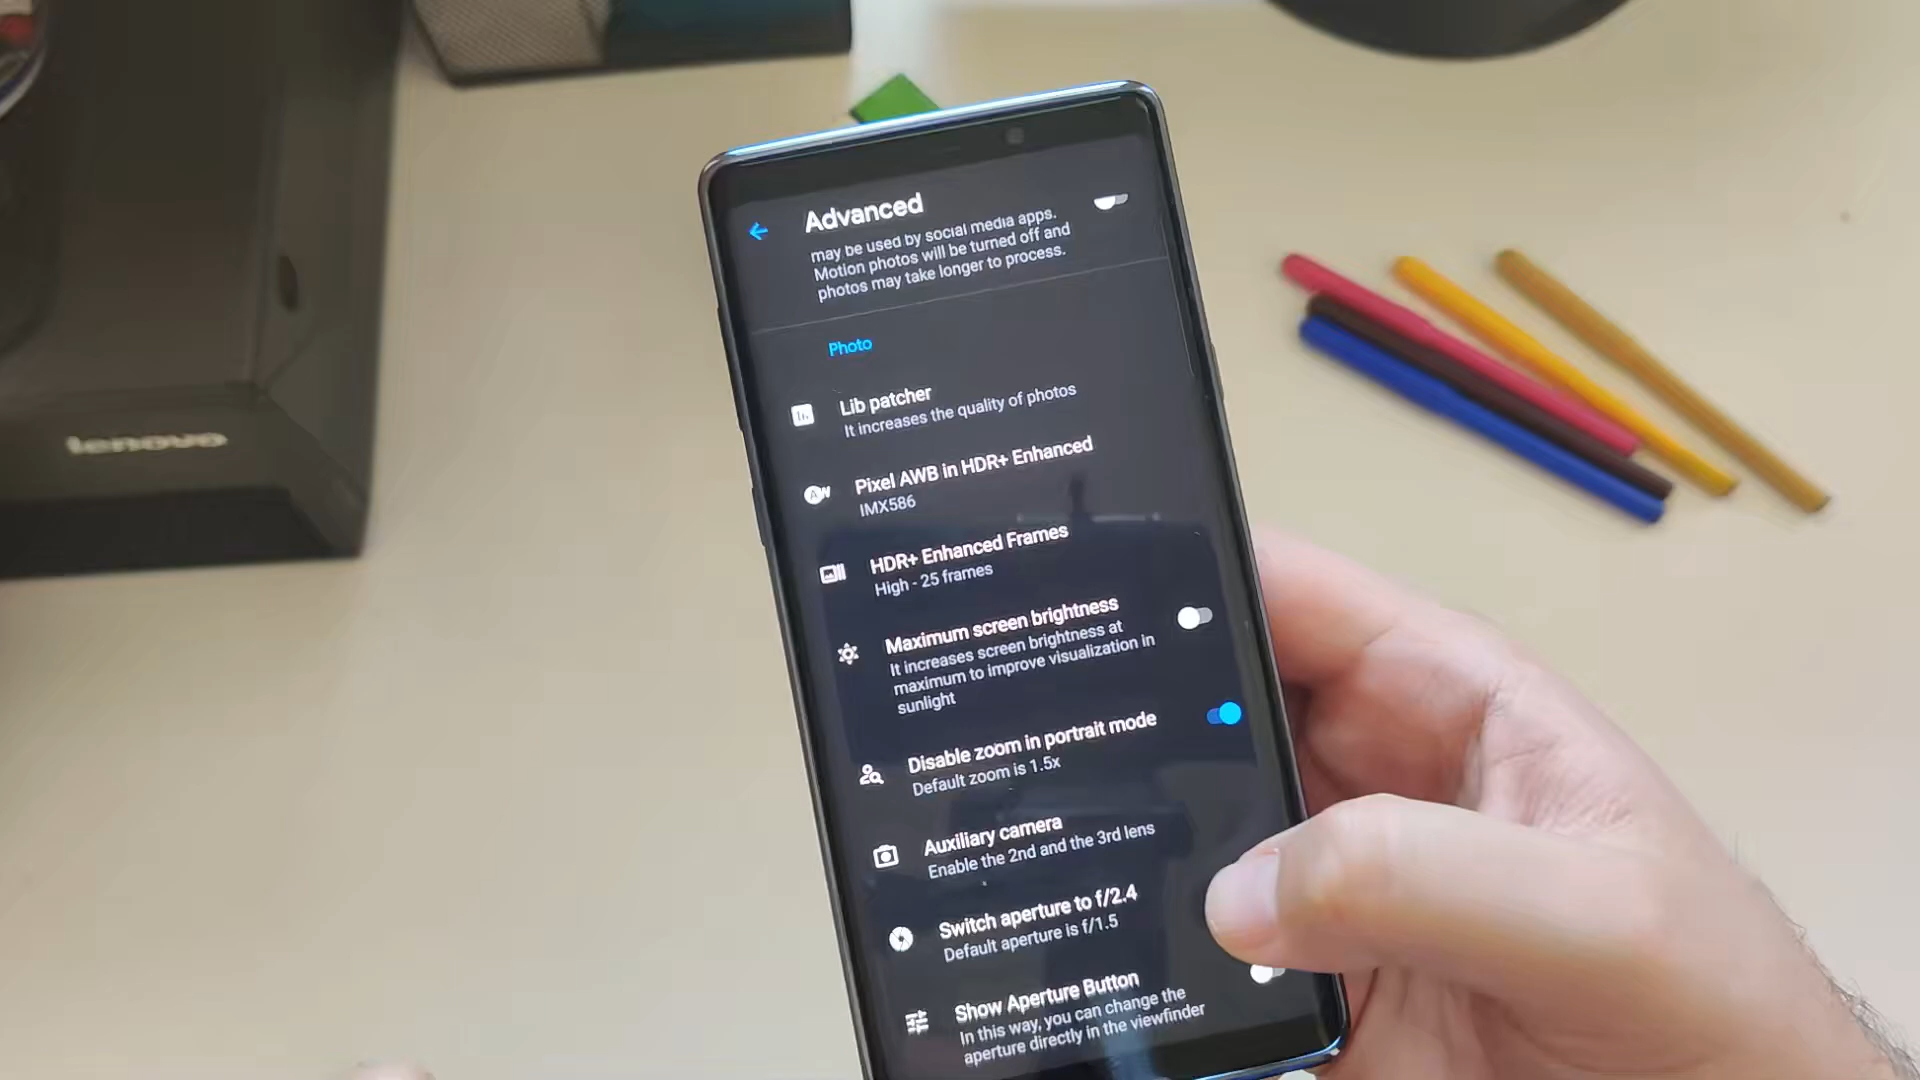 lenovo
Advanced
may be used by social media apps.
Motion photos will be turned off and
photos may take longer to process.
Photo
Lib patcher
It increases the quality of photos
Pixel AWB in HDR+ Enhanced
IMX586
HDR+ Enhanced Frames
High - 25 frames
Maximum screen brightness
It increases screen brightness at
maximum to improve visualization in
sunlight
Disable zoom in portrait mode
Default zoom is 1.5x
Auxiliary camera
Enable the 2nd and the 3rd lens
Switch aperture to f/2.4
Default aperture is f/1.5
Show Aperture Button
In this way, you can change the
aperture directly in the viewfinder